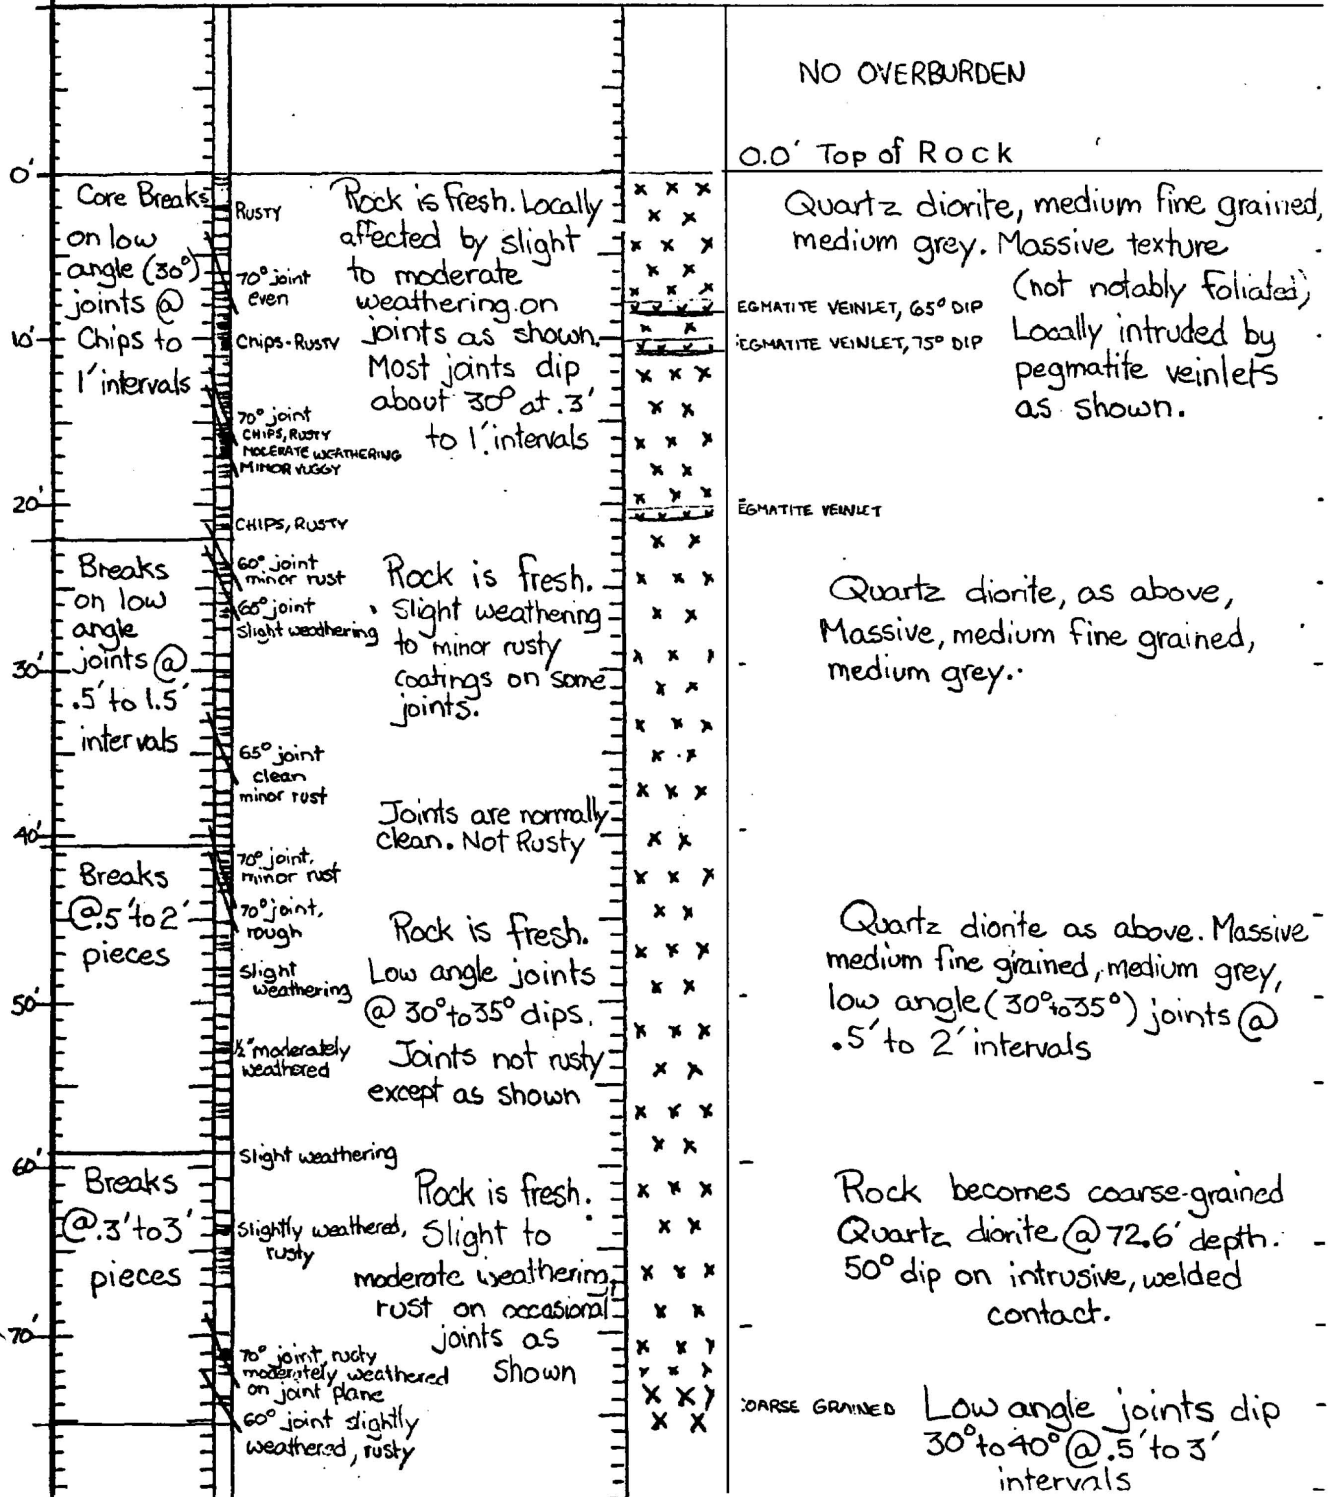 NO OVERBURDEN
0.0' Top of Rock
0'
10'
20'
30'
40'
50'
60'
70'
Core Breaks
on low
angle (30°)
joints @
Chips to
1' intervals
Breaks
on low
angle
joints @
.5' to 1.5'
intervals
Breaks
@.5' to 2'
pieces
Breaks
@.3' to 3'
pieces
RUSTY
70° joint
even
Chips-Rusty
70° joint
CHIPS, RUSTY
MODERATE WEATHERING
MINOR VUGGY
CHIPS, RUSTY
60° joint
minor rust
65° joint
slight weathering
65° joint
clean
minor rust
70° joint,
minor rust
70° joint,
rough
slight
weathering
½" moderately
weathered
Slight weathering
Slightly weathered,
rusty
70° joint, rusty
moderately weathered
on joint plane
60° joint slightly
weathered, rusty
Rock is fresh. Locally
affected by slight
to moderate
weathering on
joints as shown.
Most joints dip
about 30° at .3'
to 1' intervals
Rock is fresh.
Slight weathering
to minor rusty
coatings on some
joints.
Joints are normally
clean. Not Rusty
Rock is fresh.
Low angle joints
@ 30° to 35° dips.
Joints not rusty
except as shown
Rock is fresh.
Slight to
moderate weathering,
rust on occasional
joints as
shown
EGMATITE VEINLET, 65° DIP
EGMATITE VEINLET, 75° DIP
EGMATITE VEINLET
OARSE GRAINED
Quartz diorite, medium fine grained,
medium grey. Massive texture
(not notably foliated)
Locally intruded by
pegmatite veinlets
as shown.
Quartz diorite, as above,
Massive, medium fine grained,
medium grey.
Quartz diorite as above. Massive
medium fine grained, medium grey,
low angle (30° to 35°) joints @
.5' to 2' intervals
Rock becomes coarse-grained
Quartz diorite @ 72.6' depth.
50° dip on intrusive, welded
contact.
Low angle joints dip
30° to 40° @ .5' to 3'
intervals